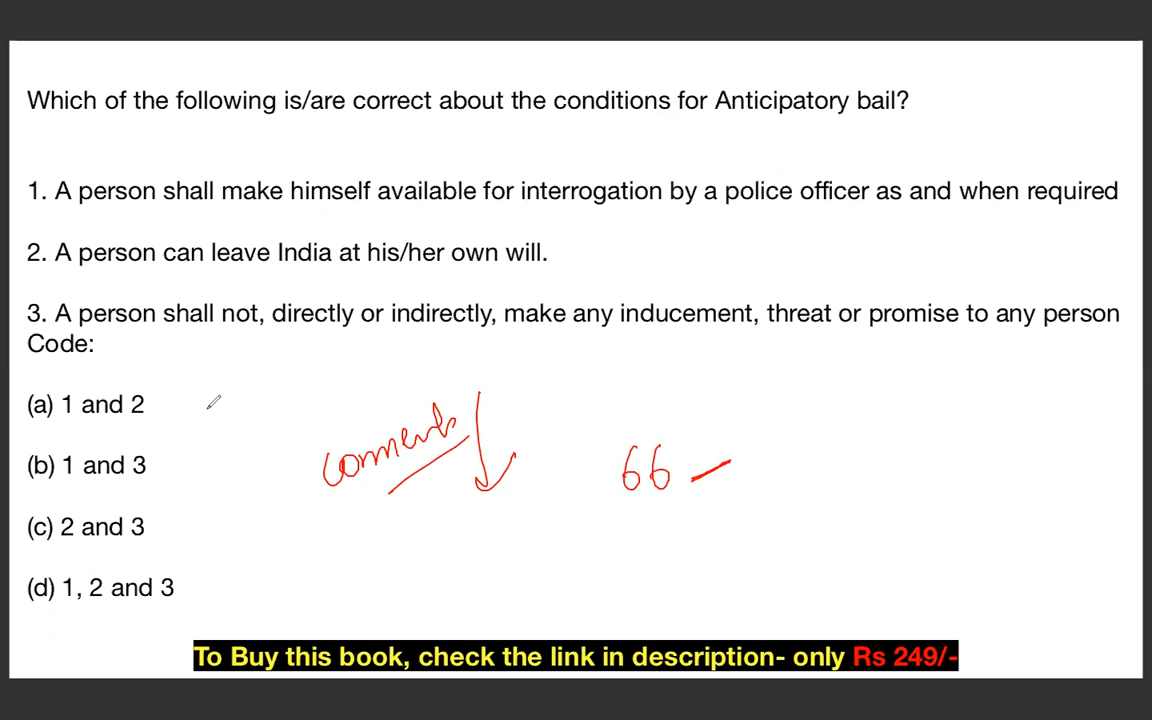 Which of the following is/are correct about the conditions for Anticipatory bail?
1. A person shall make himself available for interrogation by a police officer as and when required
2. A person can leave India at his/her own will.
3. A person shall not, directly or indirectly, make any inducement, threat or promise to any person
Code:
(a) 1 and 2
comments
(b) 1 and 3
66 –
(c) 2 and 3
(d) 1, 2 and 3
To Buy this book, check the link in description- only Rs 249/-